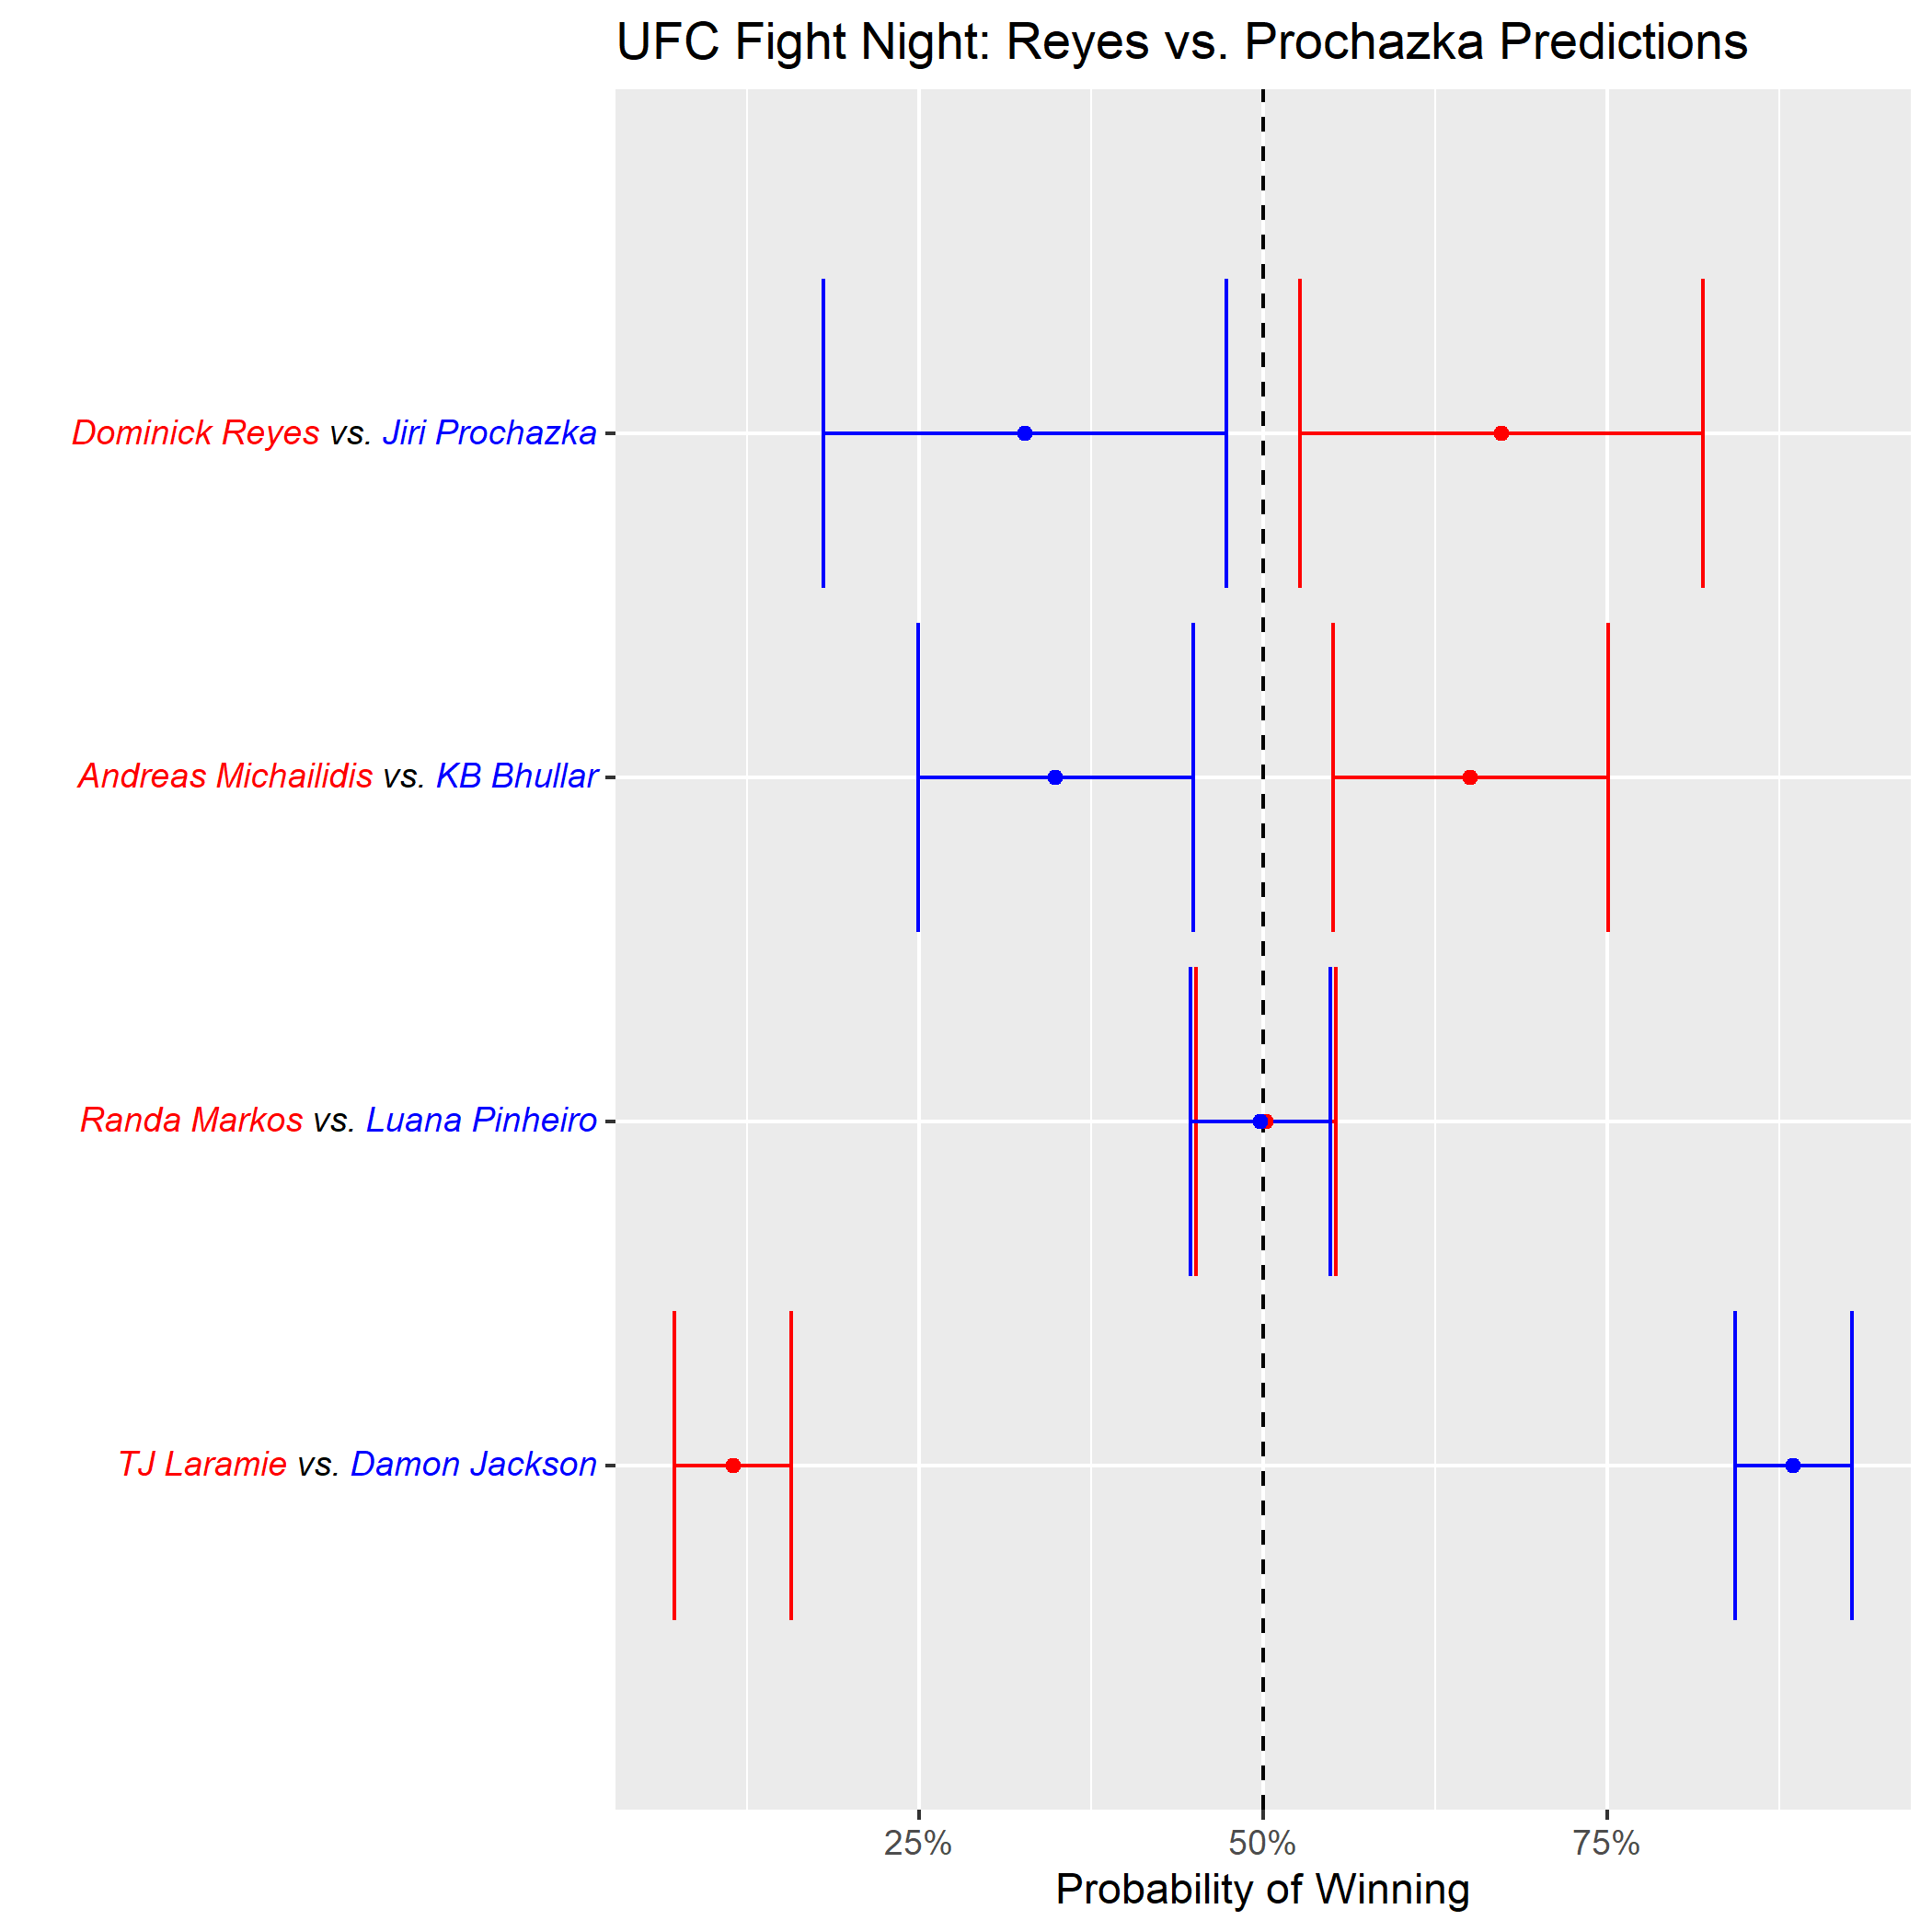 UFC Fight Night: Reyes vs. Prochazka Predictions
Dominick Reyes vs. Jiri Prochazka
Andreas Michailidis vs. KB Bhullar
Randa Markos vs. Luana Pinheiro
TJ Laramie vs. Damon Jackson
25% 50% 75%
Probability of Winning